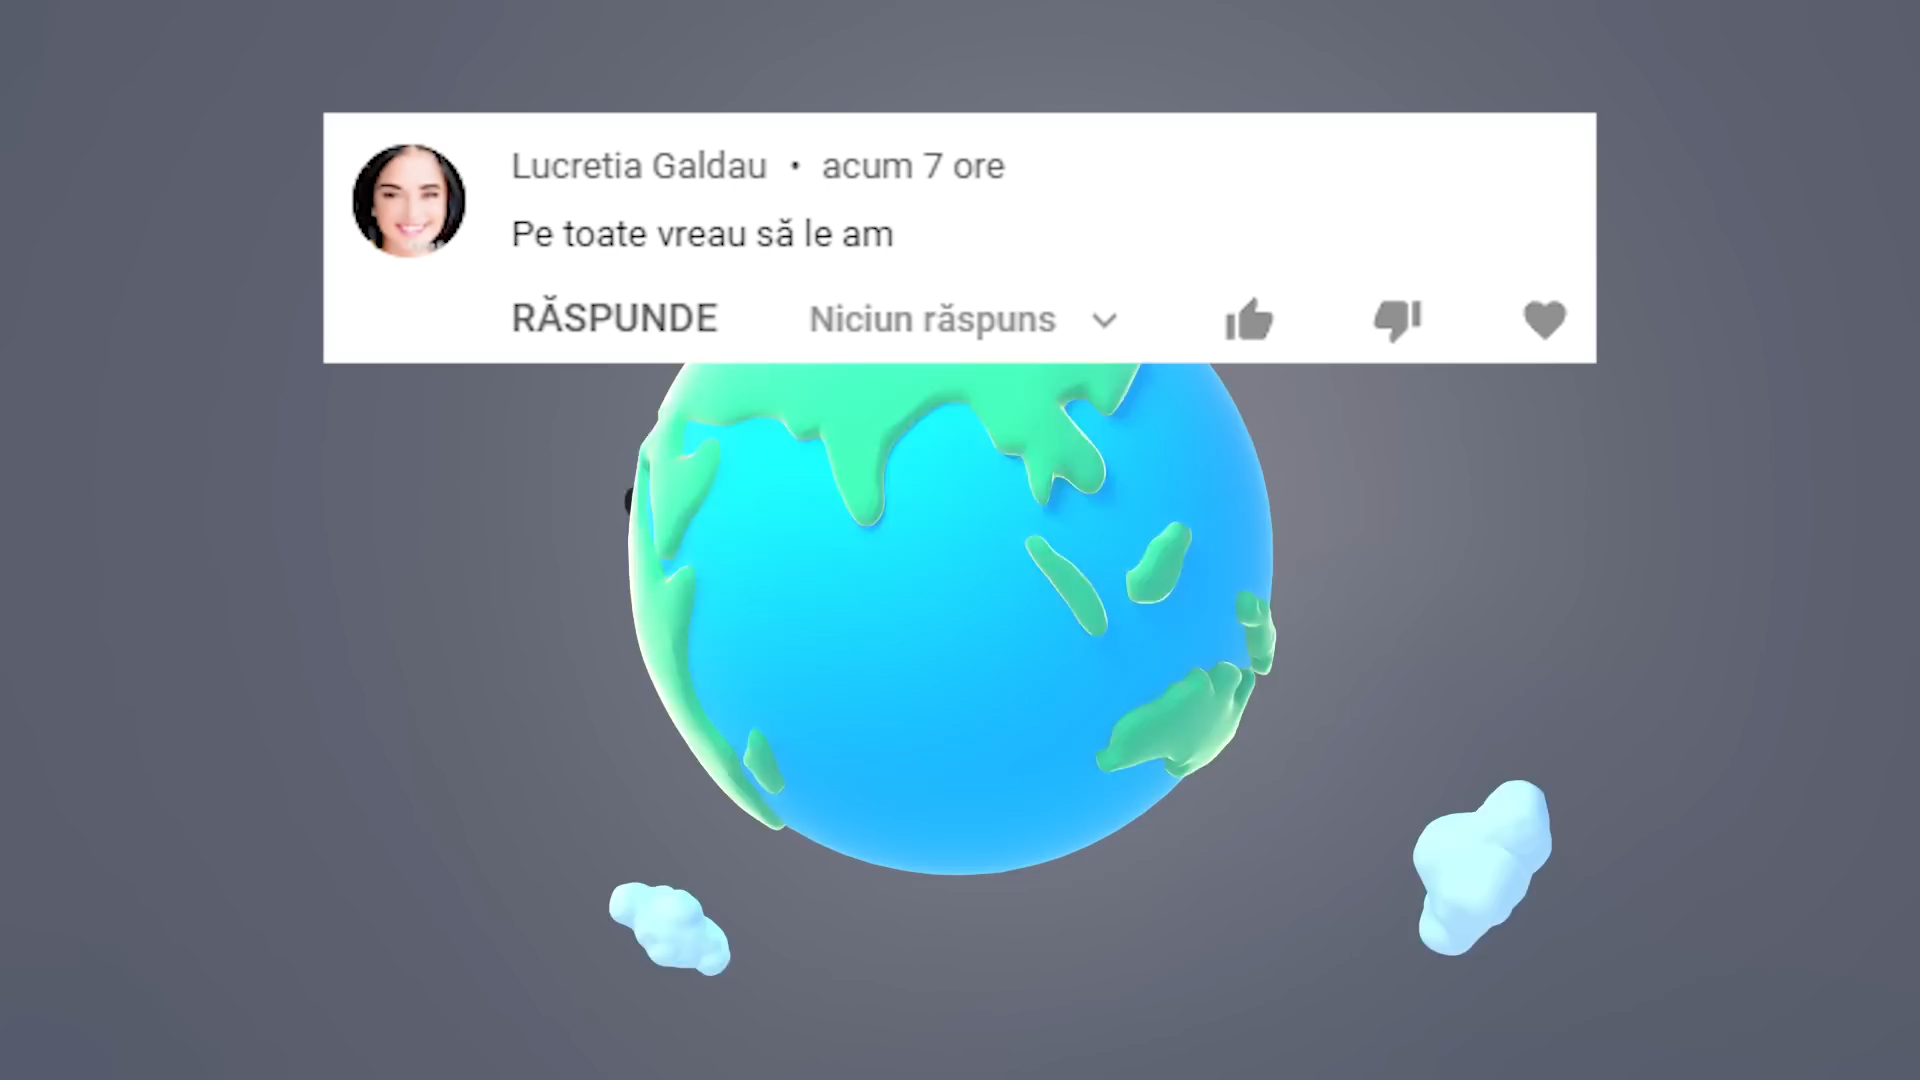 Lucretia Galdau • acum 7 ore
Pe toate vreau să le am
RĂSPUNDE Niciun răspuns